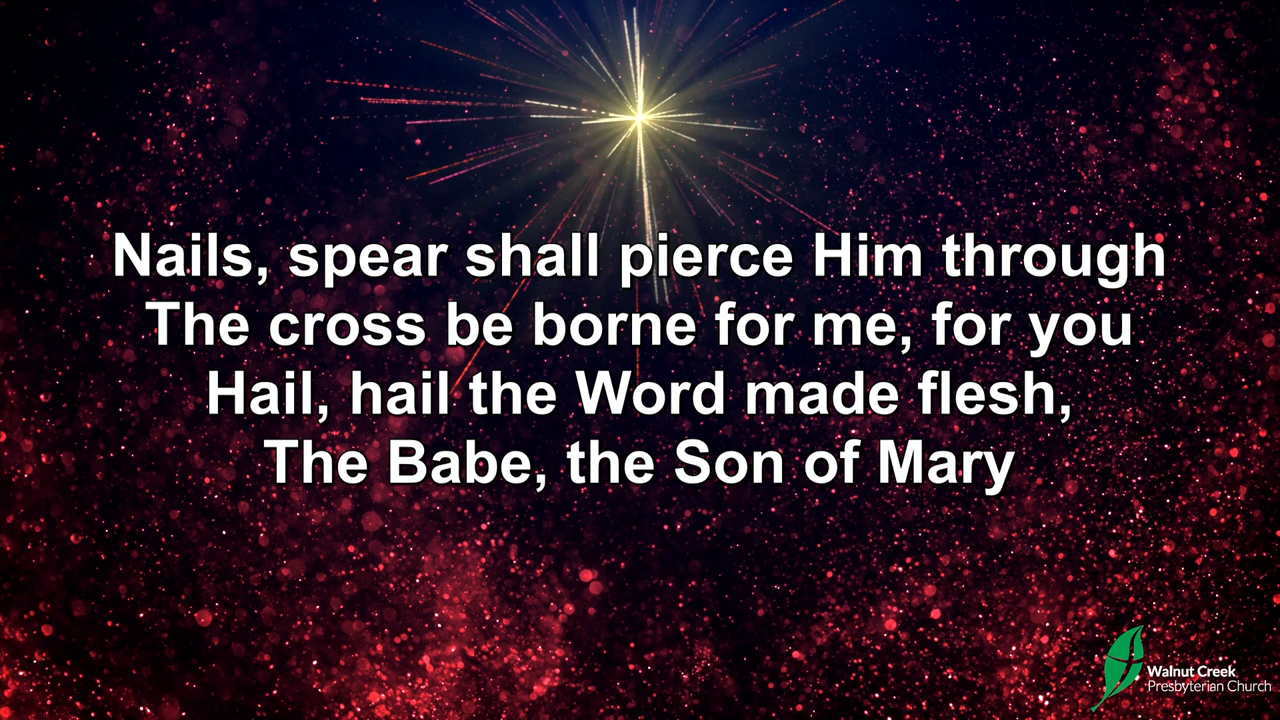 Nails, spear shall pierce Him through
The cross be borne for me, for you
Hail, hail the Word made flesh,
The Babe, the Son of Mary
Walnut Creek
Presbyterian Church